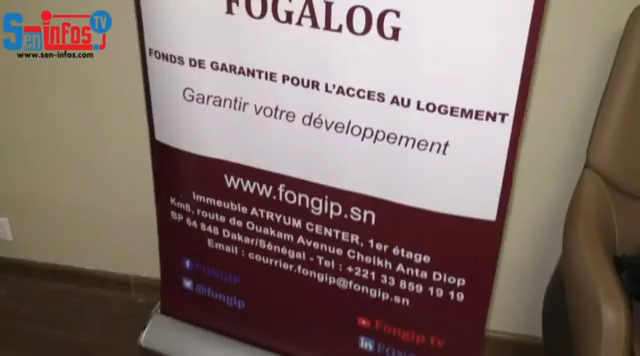 Sen infos TV
www.sen-infos.com
FOGALOG
FONDS DE GARANTIE POUR L'ACCES AU LOGEMENT
Garantir votre développement
www.fongip.sn
Immeuble ATRYUM CENTER, 1er étage
Km8, route de Ouakam Avenue Cheikh Anta Diop
BP 64 848 Dakar/Sénégal - Tel : +221 33 859 19 19
Email : courrier.fongip@fongip.sn
FONGIP
@fongip
Fongip tv